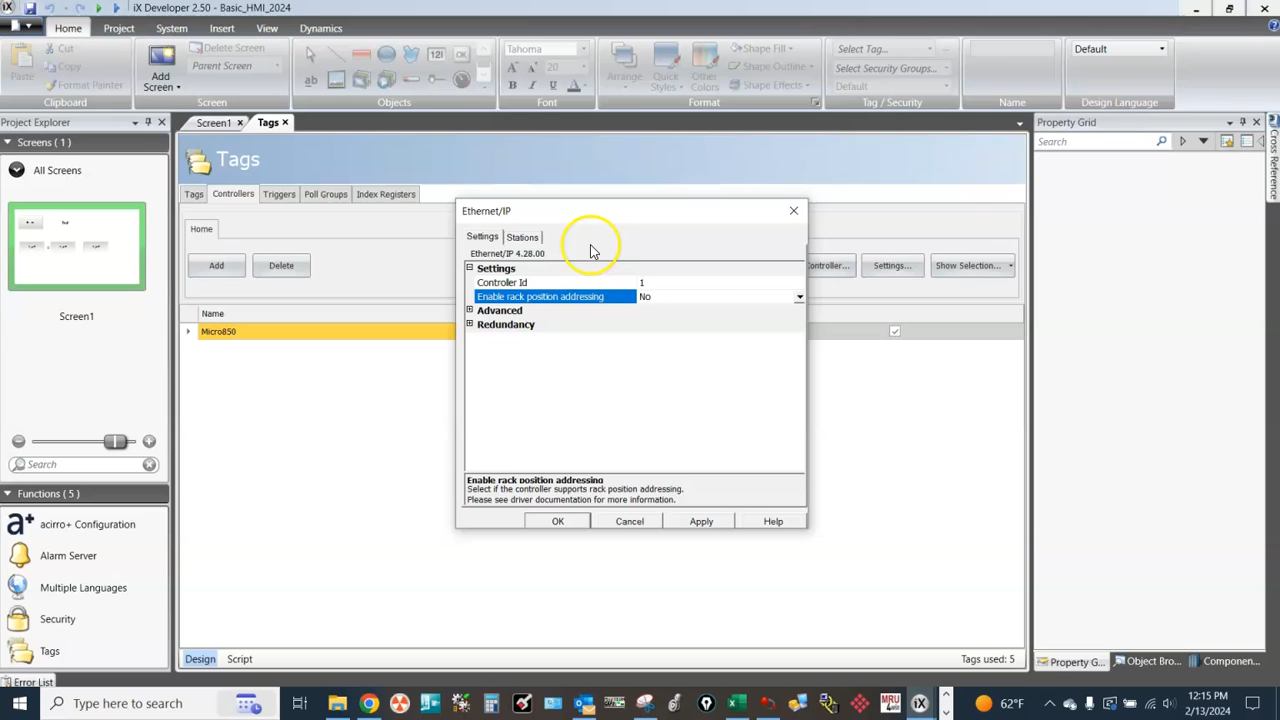 iX Developer 2.50 - Basic_HMI_2024
Home Project System Insert View Dynamics
Paste
Cut
Copy
Format Painter
Clipboard
Add
Screen
Delete Screen
Parent Screen
Screen
Objects
OK
ab
Tahoma
20
B I U A
Font
Arrange
Quick
Styles
Other
Colors
Shape Fill
Shape Outline
Shape Effects
Format
Select Tag...
Select Security Groups...
Default
Tag / Security
Name
Default
Design Language
Project Explorer
Screens ( 1 )
All Screens
Screen1
Search
Functions ( 5 )
a+ acirro+ Configuration
Alarm Server
Multiple Languages
Security
Tags
Error List
Screen1 Tags
Tags
Tags Controllers Triggers Poll Groups Index Registers
Home
Add Delete Controller... Settings... Show Selection...
Name
Micro850
Ethernet/IP
Settings Stations
Ethernet/IP 4.28.00
Settings
Controller Id 1
Enable rack position addressing No
Advanced
Redundancy
Enable rack position addressing
Select if the controller supports rack position addressing.
Please see driver documentation for more information.
OK Cancel Apply Help
Design Script Tags used: 5
Property Grid
Search
Cross Reference
Property G... Object Bro... Componen...
Type here to search
MRU
iX
62°F
12:15 PM
2/13/2024